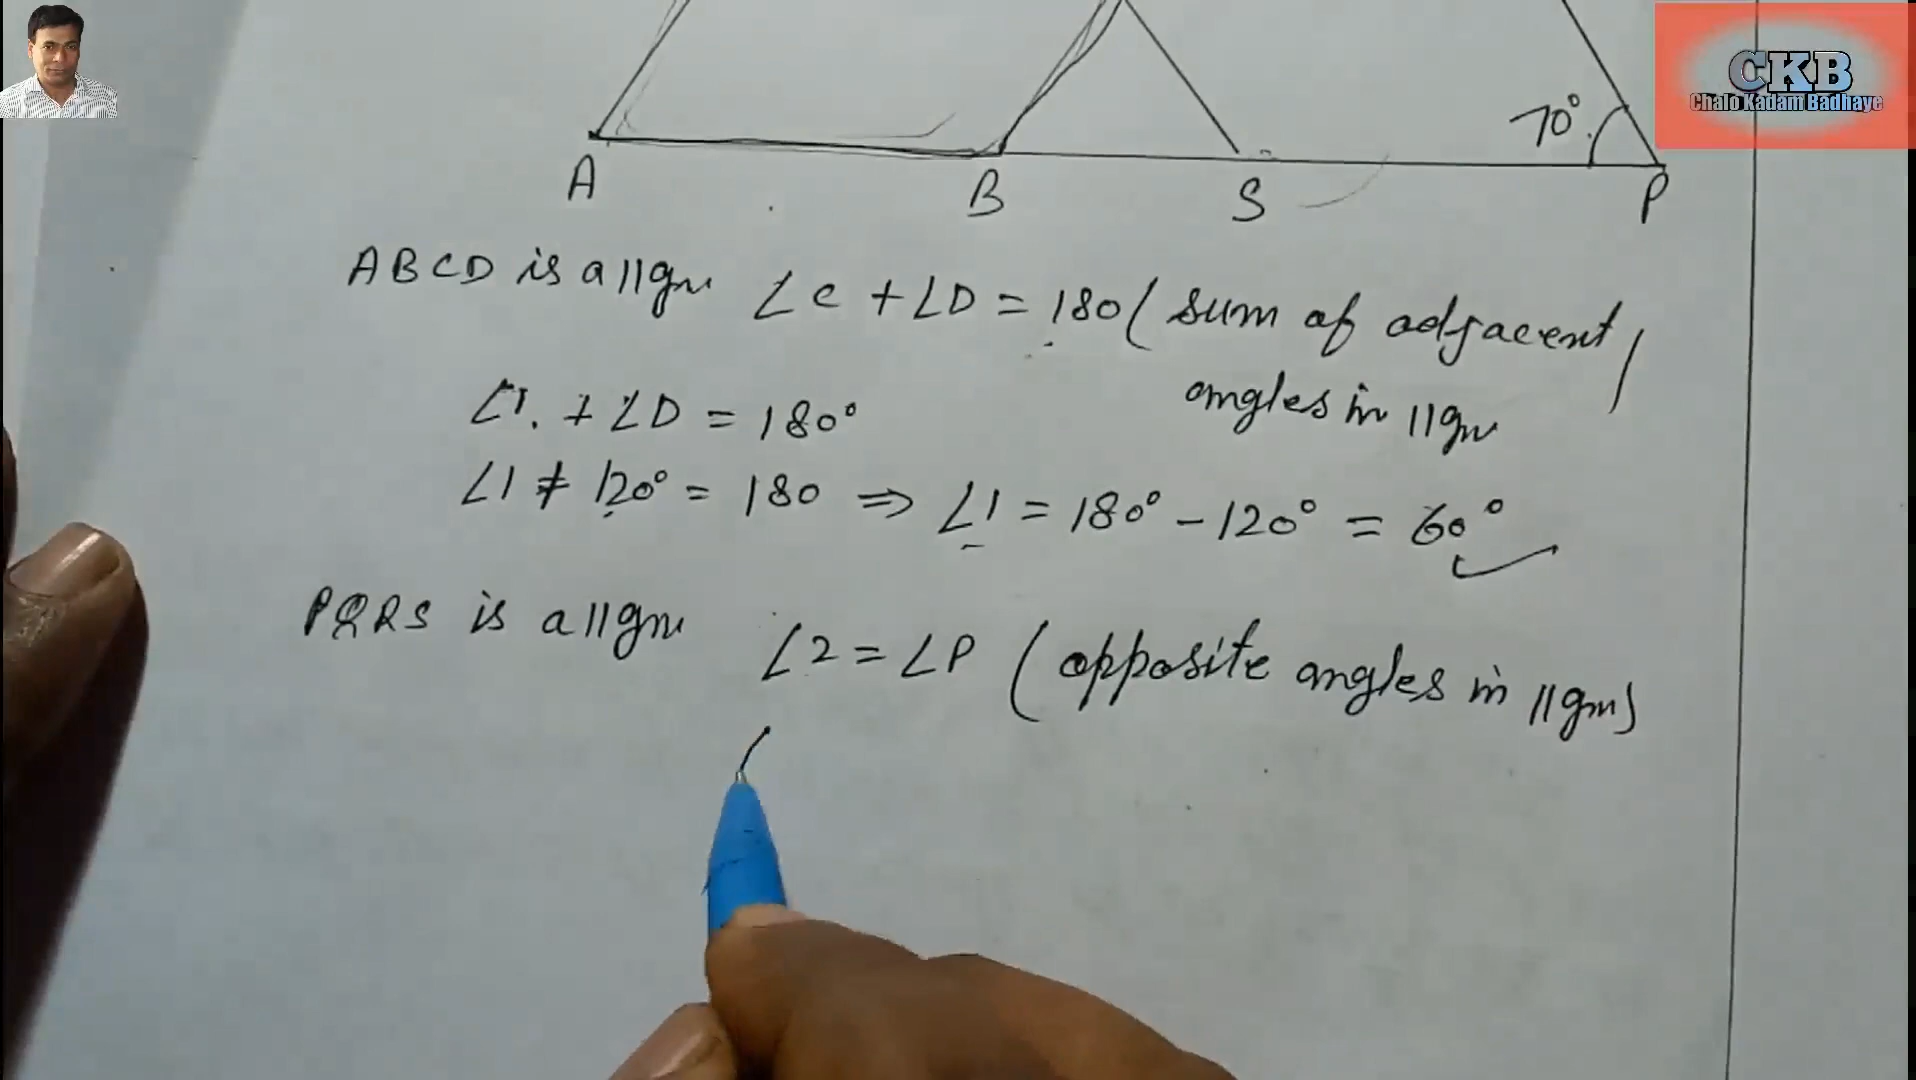 CKB
Chalo Kadam Badhaye
70°
A B S P
ABCD is a ||gm ∠C + ∠D = 180 ( sum of adjacent
angles in ||gm )
∠1 + ∠D = 180°
∠1 + 120° = 180 ⇒ ∠1 = 180° - 120° = 60°
PQRS is a ||gm ∠2 = ∠P ( opposite angles in ||gm)